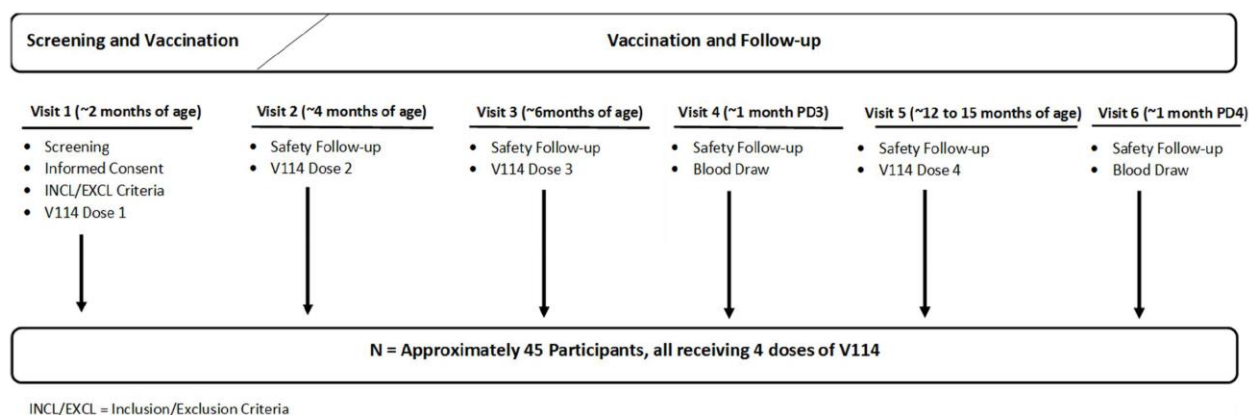 Screening and Vaccination
Vaccination and Follow-up
Visit 1 (~2 months of age)
• Screening
• Informed Consent
• INCL/EXCL Criteria
• V114 Dose 1
Visit 2 (~4 months of age)
• Safety Follow-up
• V114 Dose 2
Visit 3 (~6months of age)
• Safety Follow-up
• V114 Dose 3
Visit 4 (~1 month PD3)
• Safety Follow-up
• Blood Draw
Visit 5 (~12 to 15 months of age)
• Safety Follow-up
• V114 Dose 4
Visit 6 (~1 month PD4)
• Safety Follow-up
• Blood Draw
N = Approximately 45 Participants, all receiving 4 doses of V114
INCL/EXCL = Inclusion/Exclusion Criteria